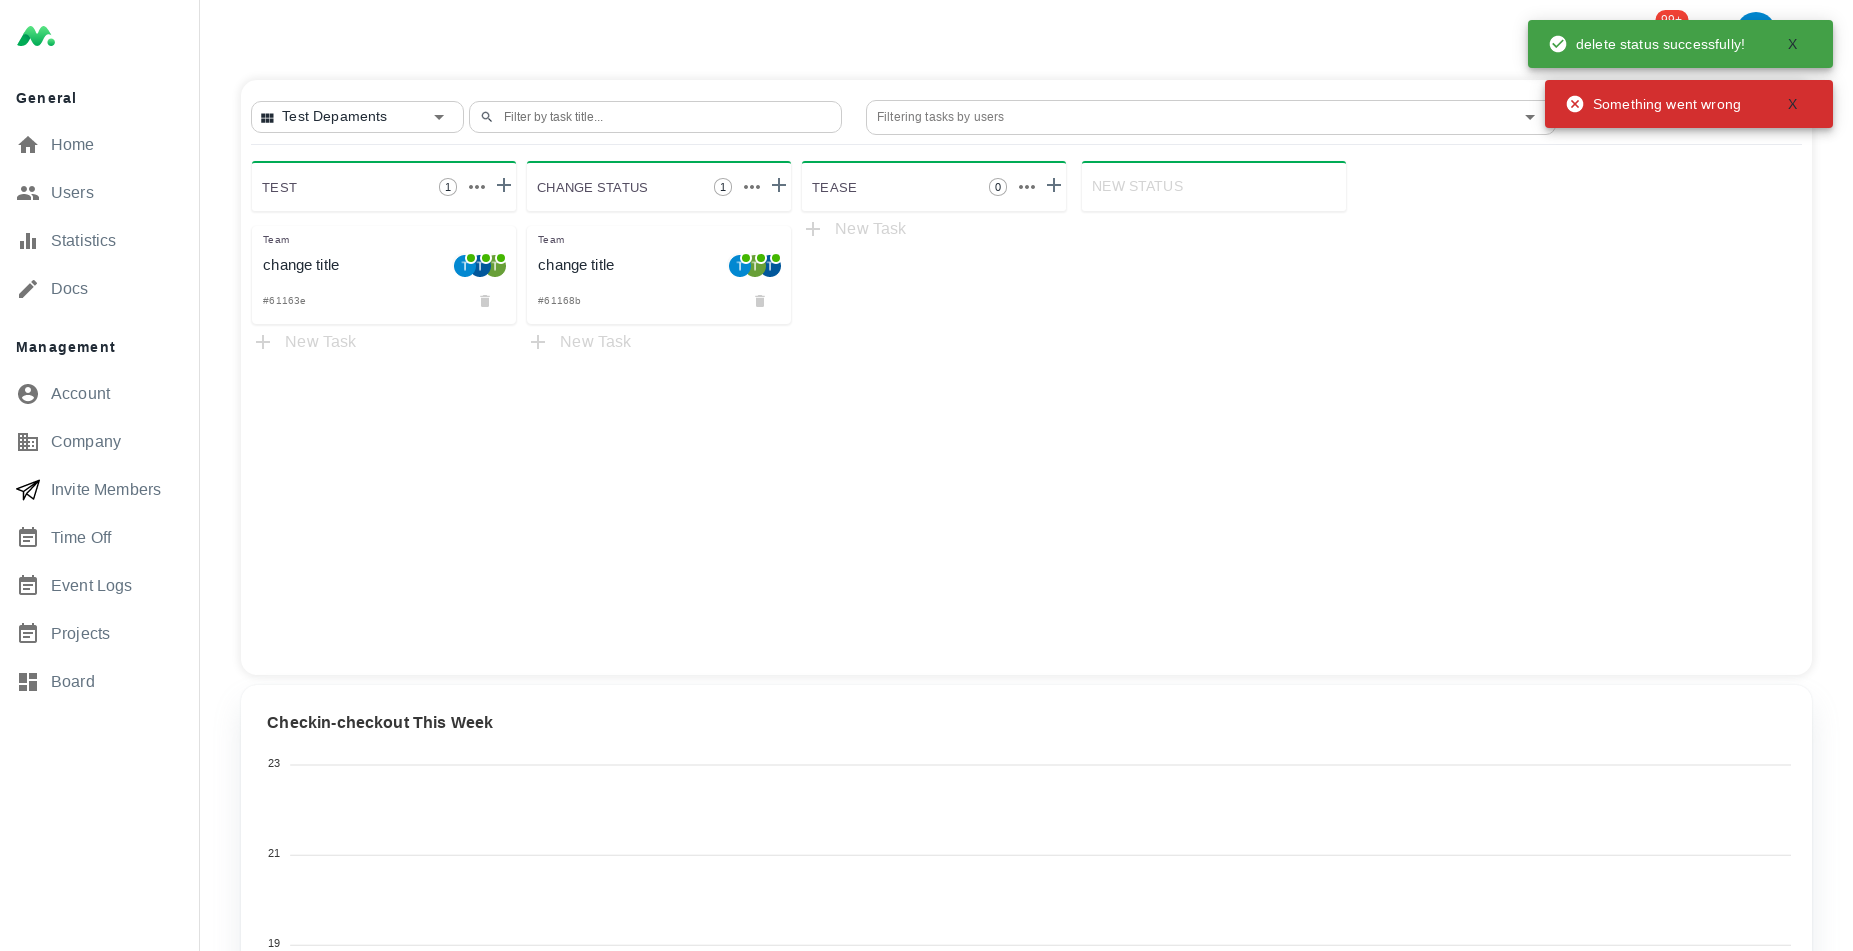 General
Home
Users
Statistics
Docs
Management
Account
Company
Invite Members
Time Off
Event Logs
Projects
Board
delete status successfully! X
Something went wrong X
Test Depaments
Filter by task title...
Filtering tasks by users
TEST 1
CHANGE STATUS 1
TEASE 0
NEW STATUS
Team
change title
#61163e
New Task
Team
change title
#61168b
New Task
New Task
Checkin-checkout This Week
23
21
19